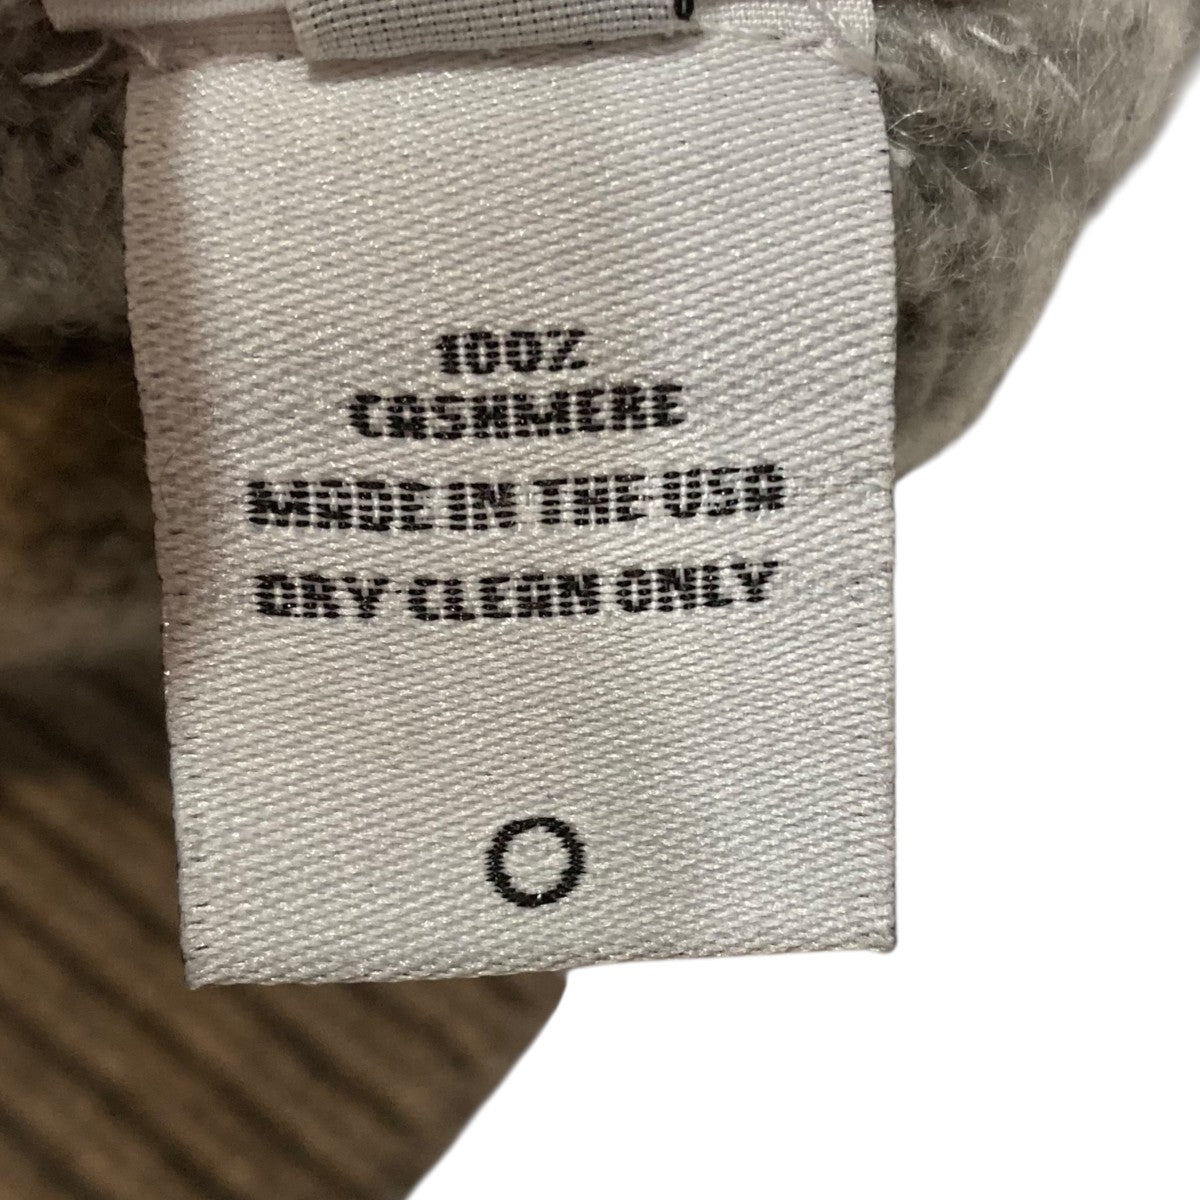 100%
CASHMERE
MADE IN THE USA
DRY CLEAN ONLY